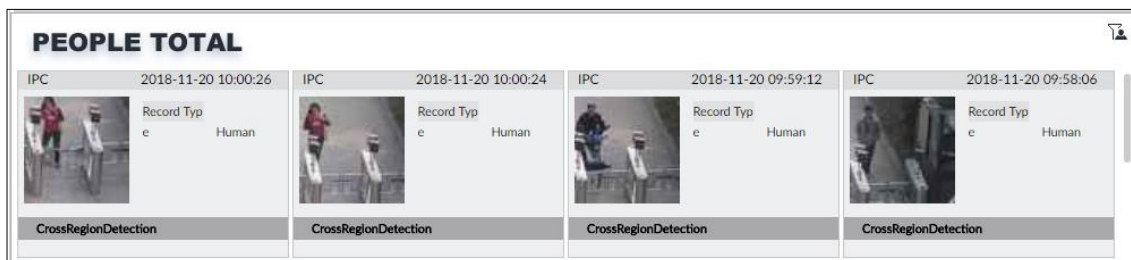 PEOPLE TOTAL
IPC 2018-11-20 10:00:26
Record Typ
e Human
CrossRegionDetection
IPC 2018-11-20 10:00:24
Record Typ
e Human
CrossRegionDetection
IPC 2018-11-20 09:59:12
Record Typ
e Human
CrossRegionDetection
IPC 2018-11-20 09:58:06
Record Typ
e Human
CrossRegionDetection